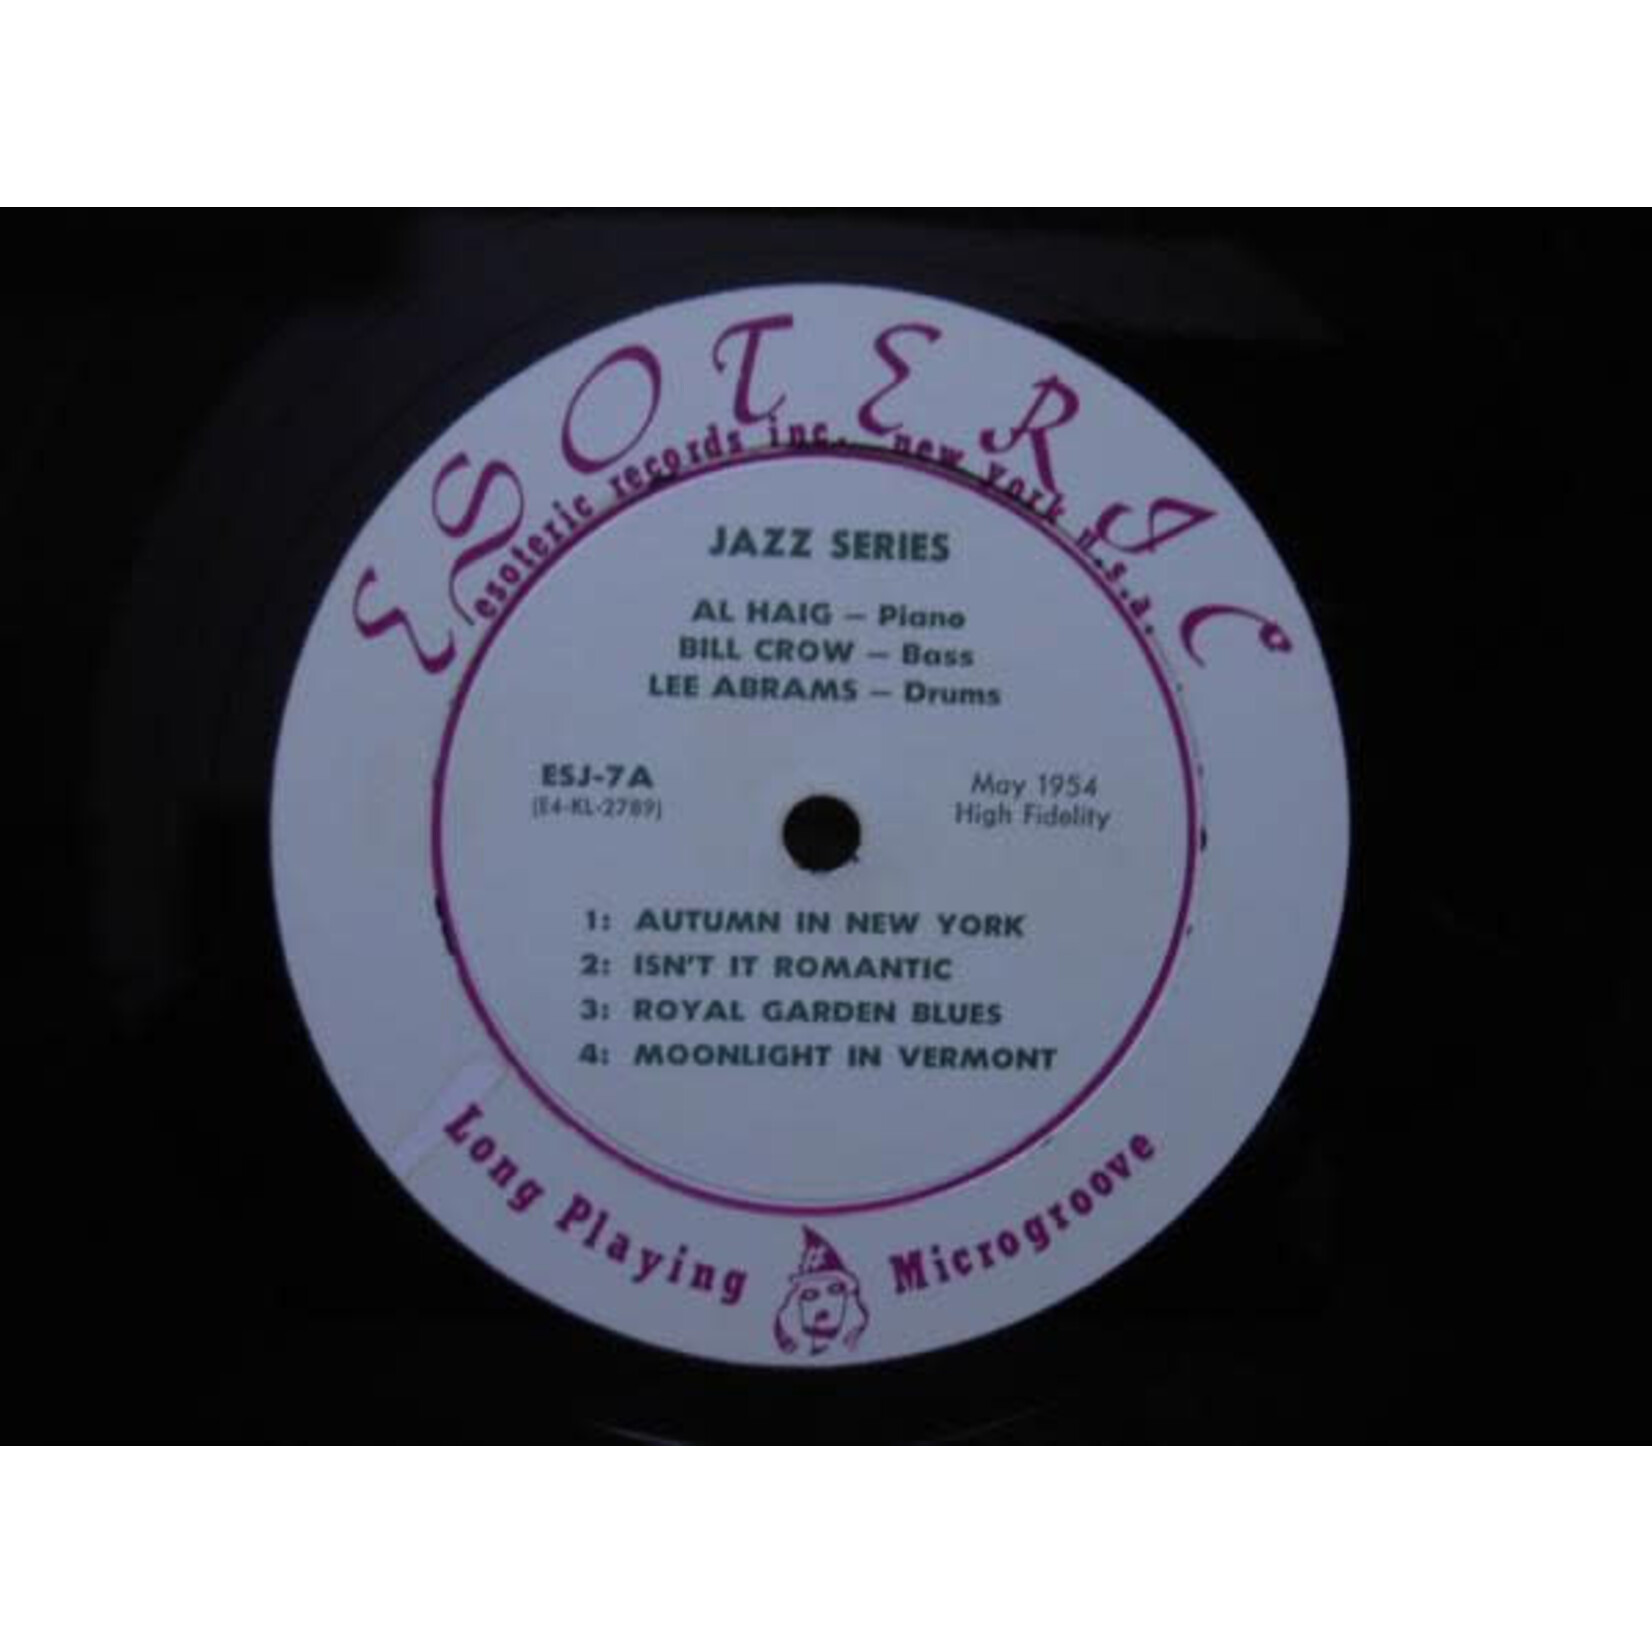 ESOTERIC
esoteric records inc. new york u.s.a.
JAZZ SERIES
AL HAIG — Piano
BILL CROW — Bass
LEE ABRAMS — Drums
ESJ-7A
(E4-KL-2789)
May 1954
High Fidelity
1: AUTUMN IN NEW YORK
2: ISN'T IT ROMANTIC
3: ROYAL GARDEN BLUES
4: MOONLIGHT IN VERMONT
Long Playing Microgroove